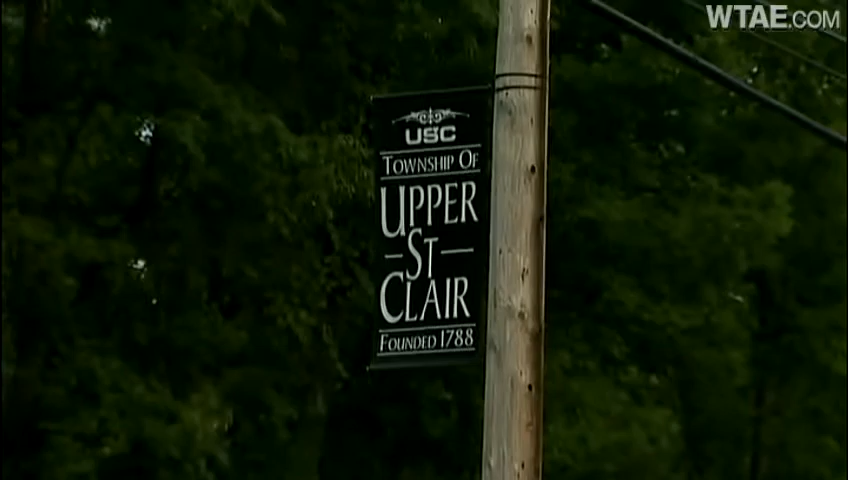 WTAE.COM
USC
TOWNSHIP OF
UPPER
ST
CLAIR
FOUNDED 1788